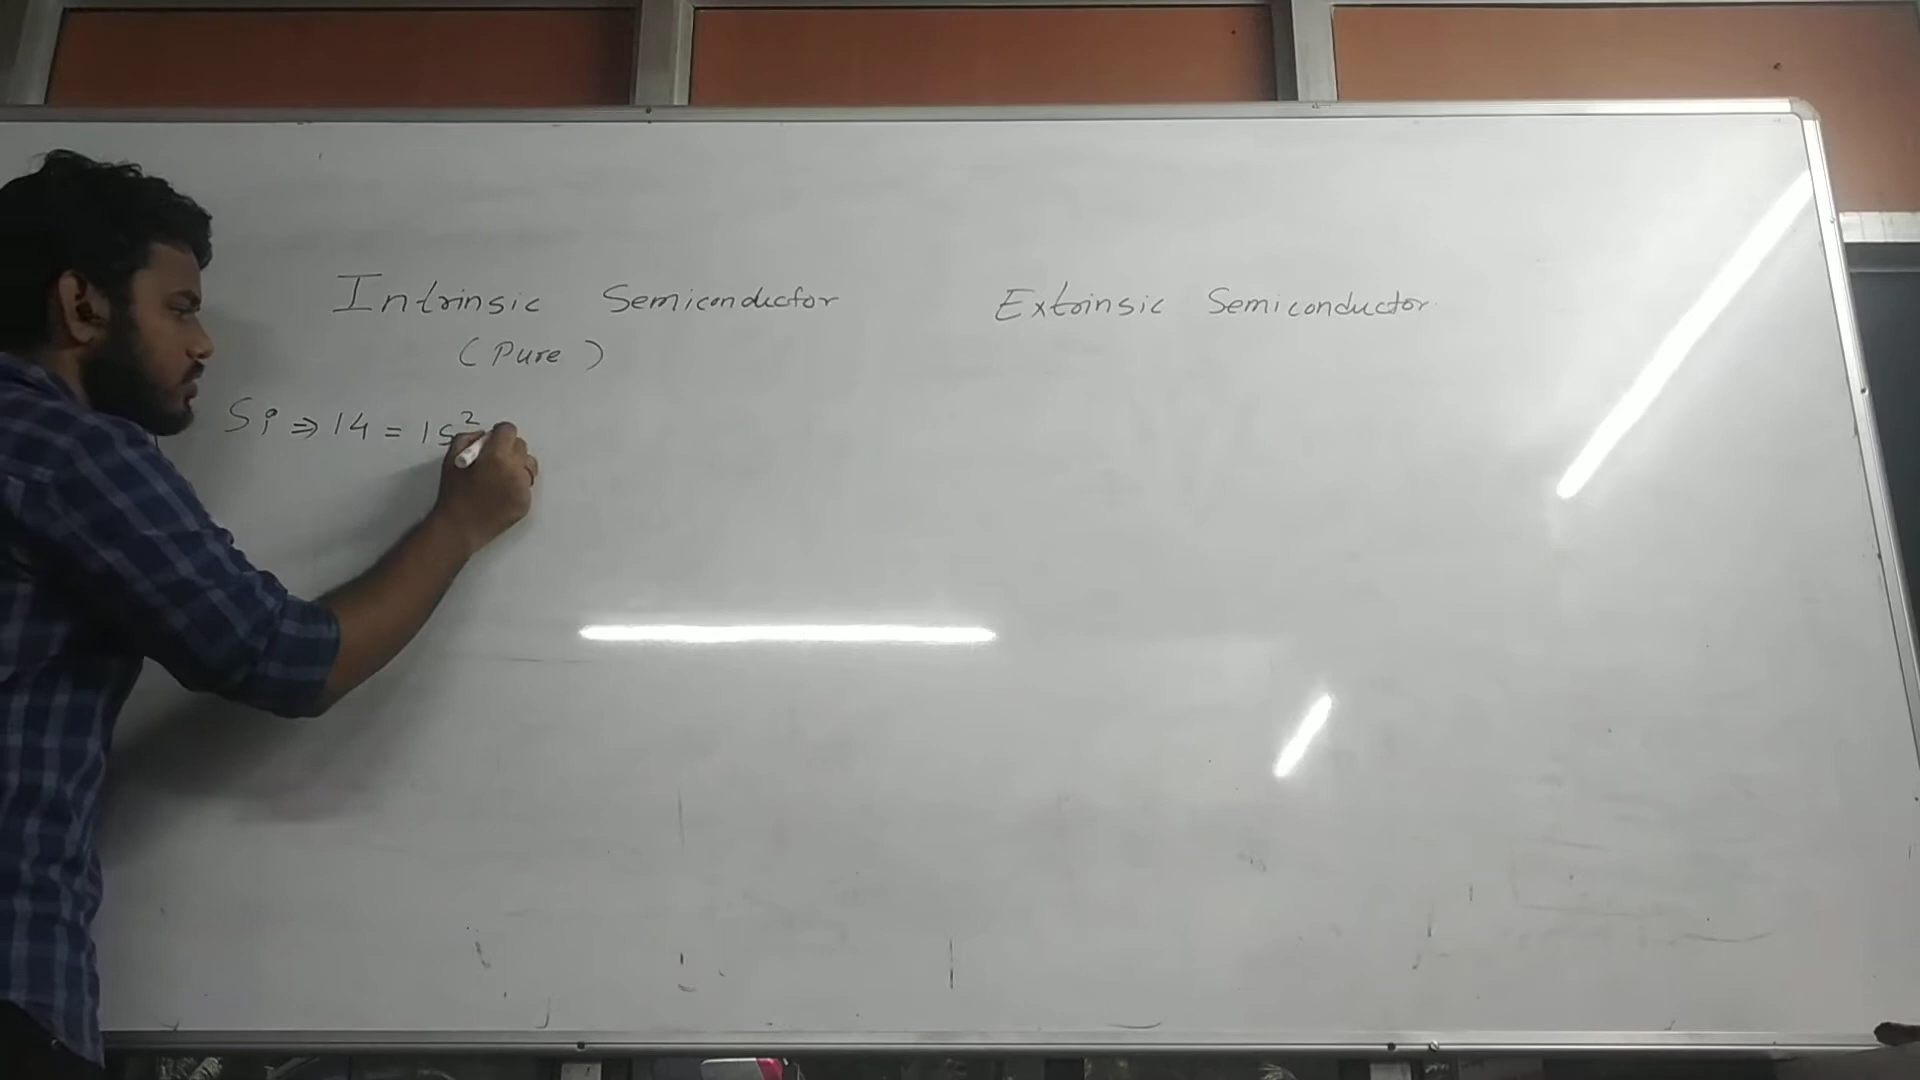 Intrinsic Semiconductor
(Pure)
Si ⇒ 14 = 1s²
Extrinsic Semiconductor